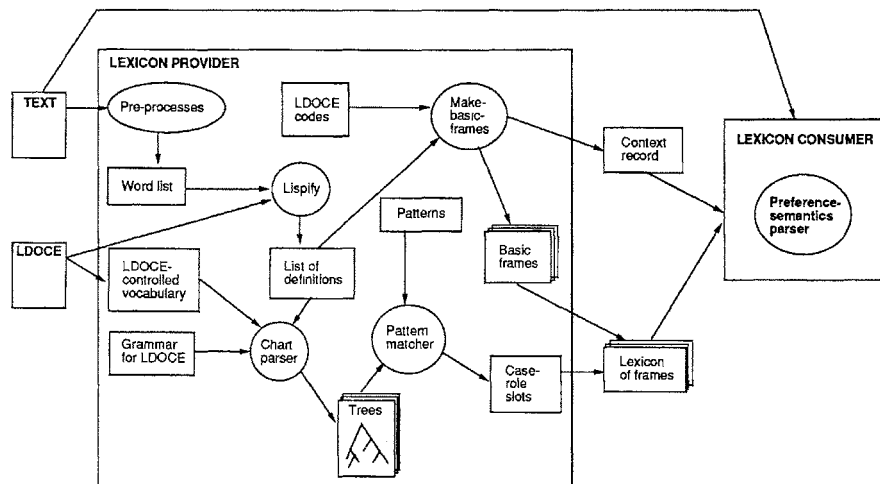 LEXICON PROVIDER
TEXT
Pre-processes
LDOCE
codes
Make-
basic-
frames
Context
record
LEXICON CONSUMER
Preference-
semantics
parser
Word list
Lispify
Patterns
LDOCE
LDOCE-
controlled
vocabulary
List of
definitions
Basic
frames
Grammar
for LDOCE
Chart
parser
Pattern
matcher
Case-
role
slots
Lexicon
of frames
Trees